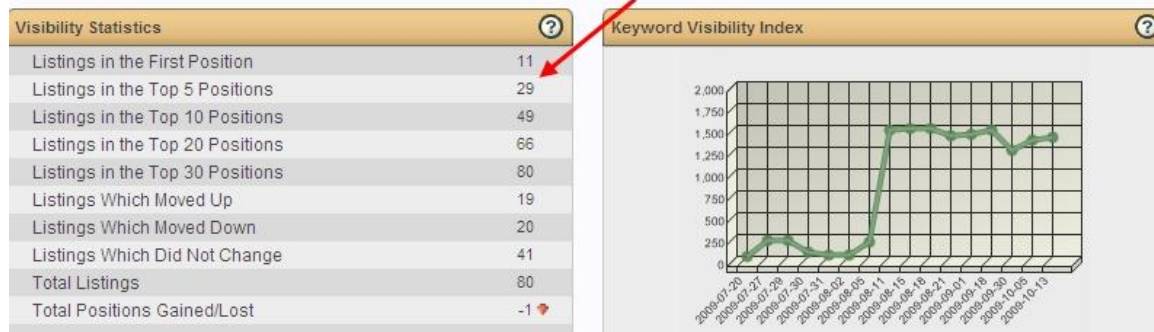 Visibility Statistics ?
Listings in the First Position 11
Listings in the Top 5 Positions 29
Listings in the Top 10 Positions 49
Listings in the Top 20 Positions 66
Listings in the Top 30 Positions 80
Listings Which Moved Up 19
Listings Which Moved Down 20
Listings Which Did Not Change 41
Total Listings 80
Total Positions Gained/Lost -1
Keyword Visibility Index ?
2,000
1,750
1,500
1,250
1,000
750
500
250
0
2009-07-20
2009-07-27
2009-07-29
2009-07-30
2009-07-31
2009-08-02
2009-08-05
2009-08-11
2009-08-15
2009-08-18
2009-08-21
2009-09-01
2009-09-18
2009-09-30
2009-10-05
2009-10-13